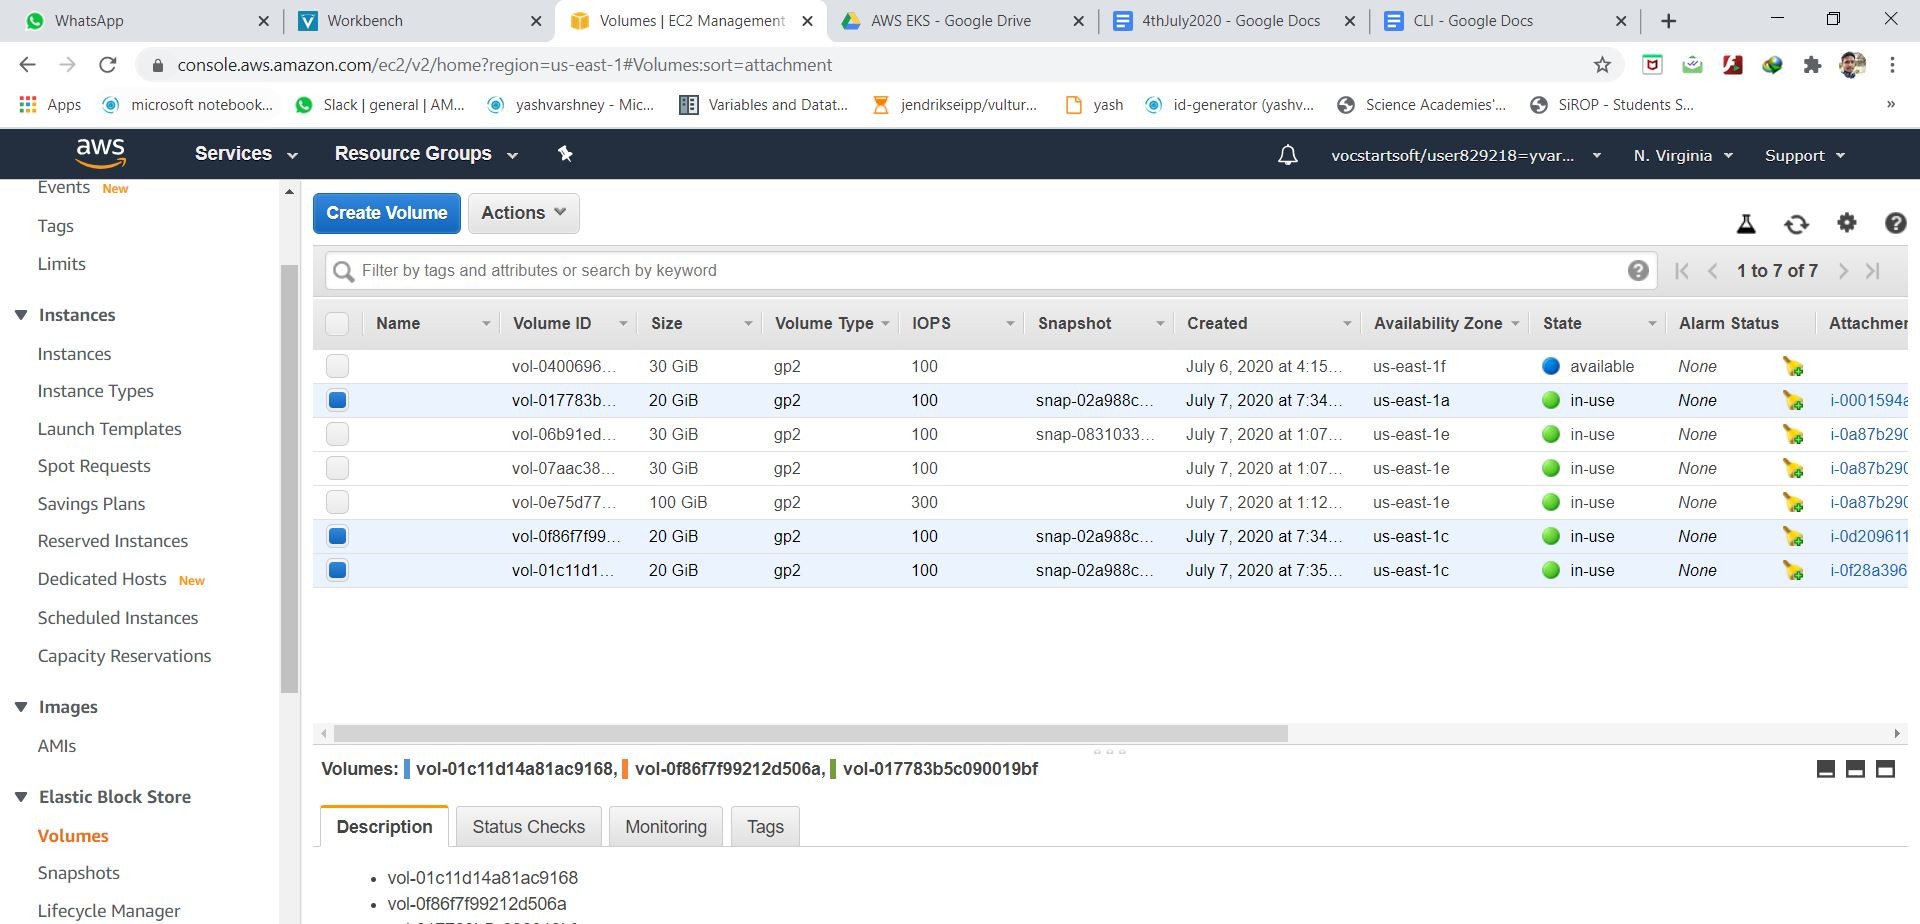 WhatsApp
Workbench
Volumes | EC2 Management
AWS EKS - Google Drive
4thJuly2020 - Google Docs
CLI - Google Docs
console.aws.amazon.com/ec2/v2/home?region=us-east-1#Volumes:sort=attachment
Apps microsoft notebook... Slack | general | AM... yashvarshney - Mic... Variables and Datat... jendrikseipp/vultur... yash id-generator (yashv... Science Academies'... SiROP - Students S... »
aws Services Resource Groups vocstartsoft/user829218=yvar... N. Virginia Support
Events New
Tags
Limits
Instances
Instances
Instance Types
Launch Templates
Spot Requests
Savings Plans
Reserved Instances
Dedicated Hosts New
Scheduled Instances
Capacity Reservations
Images
AMIs
Elastic Block Store
Volumes
Snapshots
Lifecycle Manager
Create Volume Actions
Filter by tags and attributes or search by keyword 1 to 7 of 7
Name Volume ID Size Volume Type IOPS Snapshot Created Availability Zone State Alarm Status Attachmen
vol-0400696... 30 GiB gp2 100 July 6, 2020 at 4:15... us-east-1f available None
vol-017783b... 20 GiB gp2 100 snap-02a988c... July 7, 2020 at 7:34... us-east-1a in-use None i-0001594a
vol-06b91ed... 30 GiB gp2 100 snap-0831033... July 7, 2020 at 1:07... us-east-1e in-use None i-0a87b290
vol-07aac38... 30 GiB gp2 100 July 7, 2020 at 1:07... us-east-1e in-use None i-0a87b290
vol-0e75d77... 100 GiB gp2 300 July 7, 2020 at 1:12... us-east-1e in-use None i-0a87b290
vol-0f86f7f99... 20 GiB gp2 100 snap-02a988c... July 7, 2020 at 7:34... us-east-1c in-use None i-0d209611
vol-01c11d1... 20 GiB gp2 100 snap-02a988c... July 7, 2020 at 7:35... us-east-1c in-use None i-0f28a396
Volumes: vol-01c11d14a81ac9168, vol-0f86f7f99212d506a, vol-017783b5c090019bf
Description Status Checks Monitoring Tags
• vol-01c11d14a81ac9168
• vol-0f86f7f99212d506a